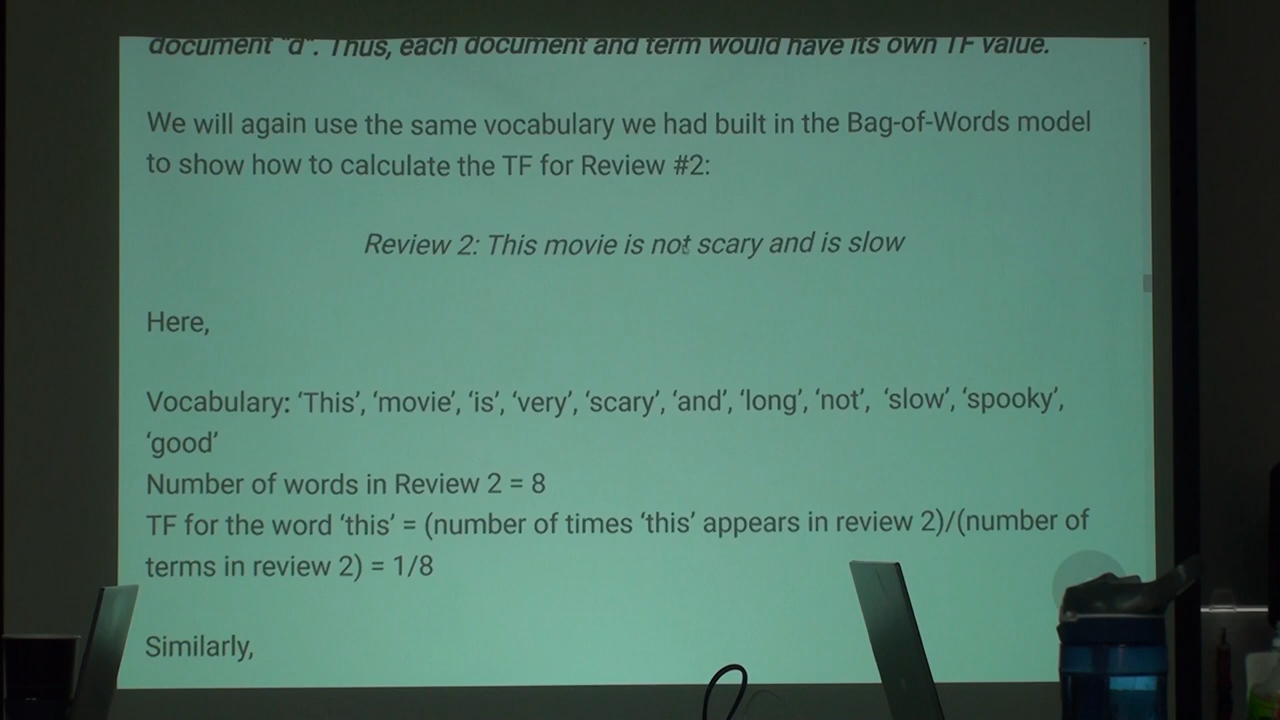 document "d". Thus, each document and term would have its own TF value.
We will again use the same vocabulary we had built in the Bag-of-Words model
to show how to calculate the TF for Review #2:
Review 2: This movie is not scary and is slow
Here,
Vocabulary: ‘This’, ‘movie’, ‘is’, ‘very’, ‘scary’, ‘and’, ‘long’, ‘not’,  ‘slow’, ‘spooky’,
‘good’
Number of words in Review 2 = 8
TF for the word ‘this’ = (number of times ‘this’ appears in review 2)/(number of
terms in review 2) = 1/8
Similarly,